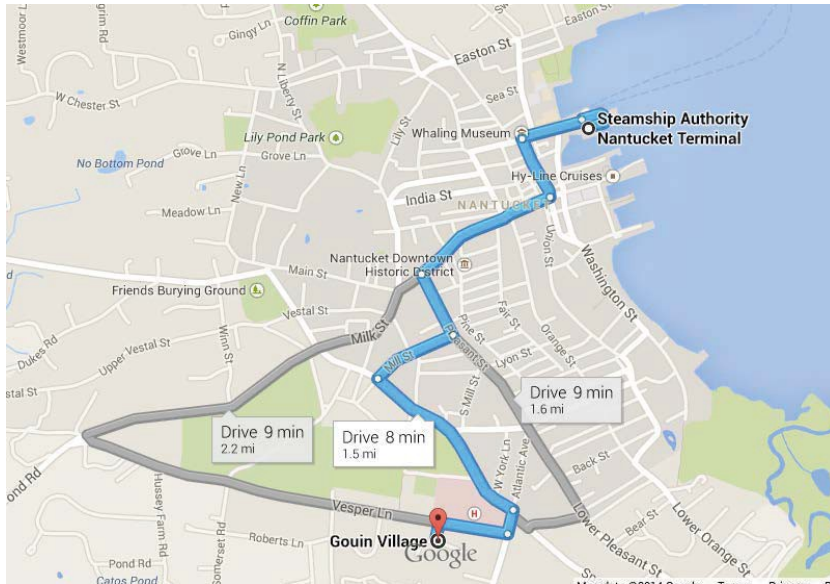 Westmoor Ln
grim Rd
Coffin Park
Gingy Ln
N Liberty St
Easton St
W Chester St
Sea St
Lily St
Steamship Authority
Nantucket Terminal
Whaling Museum
Lily Pond Park
No Bottom Pond
Grove Ln
Grove Ln
New Ln
Hy-Line Cruises
India St
NANTUCKET
Meadow Ln
Union St
Nantucket Downtown
Historic District
Main St
Washington St
Friends Burying Ground
Vestal St
Fair St
Pine St
Orange St
Milk St
Dukes Rd
Winn St
Upper Vestal St
Pleasant St
Lyon St
Mill St
stal St
S Mill St
Drive 9 min
1.6 mi
Drive 9 min
2.2 mi
Drive 8 min
1.5 mi
W York Ln
Atlantic Ave
Back St
ond Rd
Hussey Farm Rd
Vesper Ln
H
Lower Pleasant St
Bear St
Lower Orange St
Somerset Rd
Roberts Ln
Gouin Village
Google
Pond Rd
Catos Pond